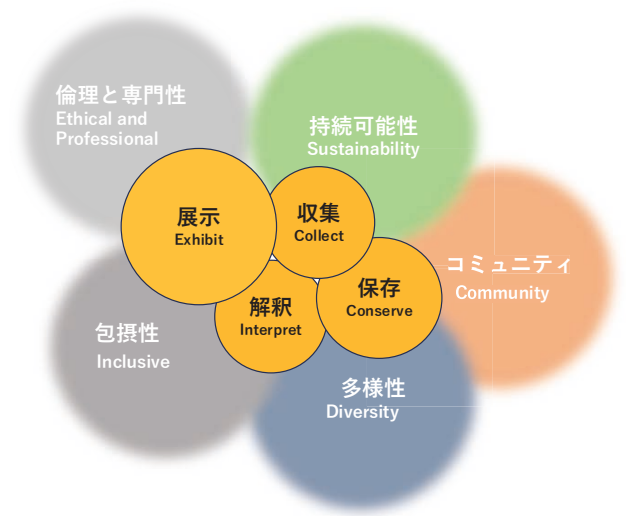 倫理と専門性
Ethical and
Professional
持続可能性
Sustainability
展示
Exhibit
収集
Collect
コミュニティ
Community
保存
Conserve
解釈
Interpret
包摂性
Inclusive
多様性
Diversity